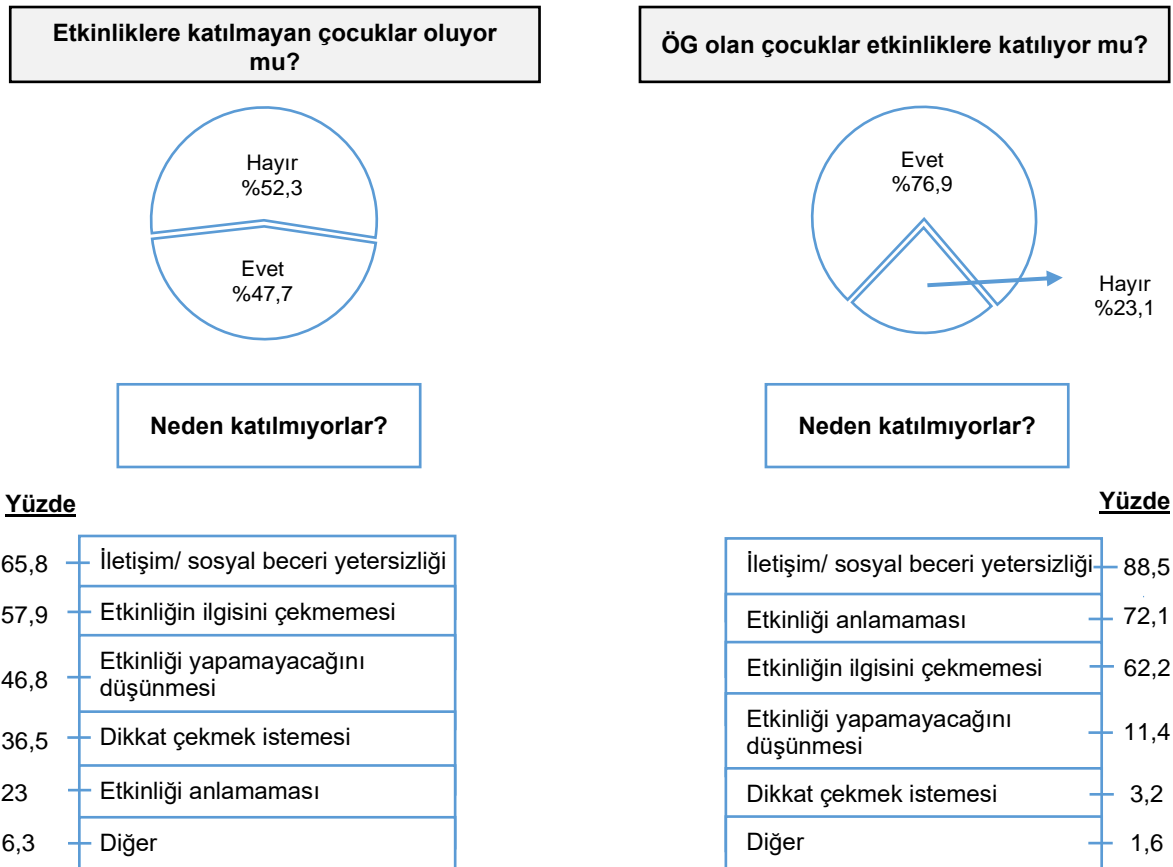 Etkinliklere katılmayan çocuklar oluyor
mu?
Hayır
%52,3
Evet
%47,7
Neden katılmıyorlar?
Yüzde
65,8 İletişim/ sosyal beceri yetersizliği
57,9 Etkinliğin ilgisini çekmemesi
46,8 Etkinliği yapamayacağını
düşünmesi
36,5 Dikkat çekmek istemesi
23 Etkinliği anlamaması
6,3 Diğer
ÖG olan çocuklar etkinliklere katılıyor mu?
Evet
%76,9
Hayır
%23,1
Neden katılmıyorlar?
Yüzde
İletişim/ sosyal beceri yetersizliği 88,5
Etkinliği anlamaması 72,1
Etkinliğin ilgisini çekmemesi 62,2
Etkinliği yapamayacağını
düşünmesi 11,4
Dikkat çekmek istemesi 3,2
Diğer 1,6